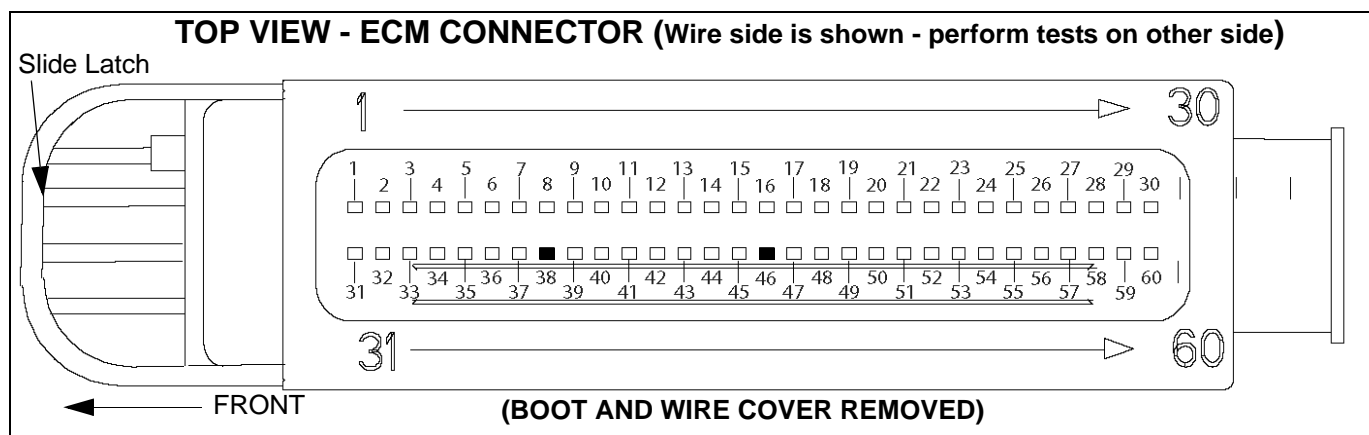 TOP VIEW - ECM CONNECTOR (Wire side is shown - perform tests on other side)
Slide Latch
1 30
1 2 3 4 5 6 7 8 9 10 11 12 13 14 15 16 17 18 19 20 21 22 23 24 25 26 27 28 29 30
31 32 33 34 35 36 37 38 39 40 41 42 43 44 45 46 47 48 49 50 51 52 53 54 55 56 57 58 59 60
31 60
FRONT
(BOOT AND WIRE COVER REMOVED)